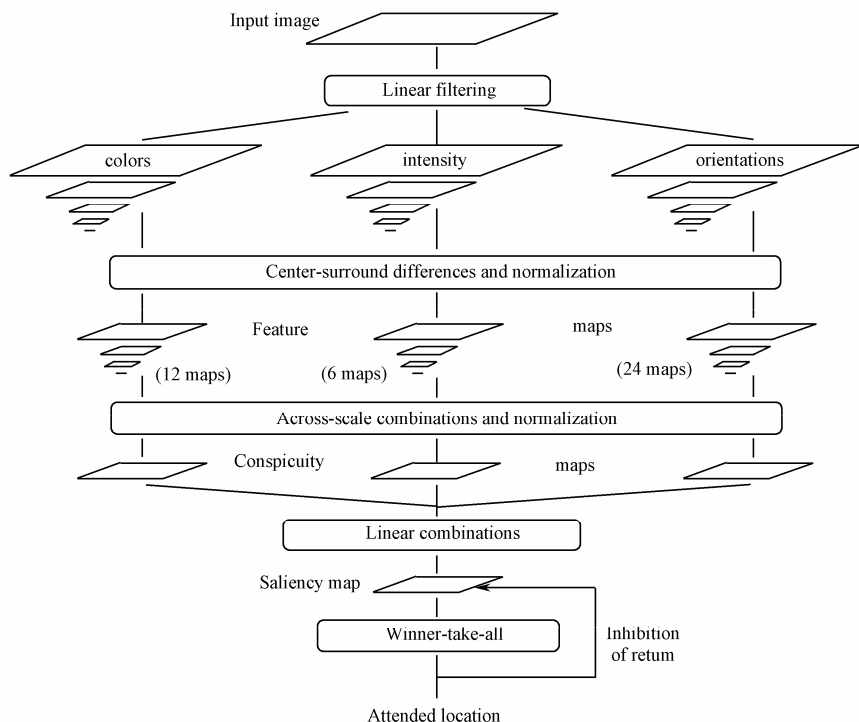 Input image
Linear filtering
colors
intensity
orientations
Center-surround differences and normalization
Feature
maps
(12 maps)
(6 maps)
(24 maps)
Across-scale combinations and normalization
Conspicuity
maps
Linear combinations
Saliency map
Winner-take-all
Inhibition
of retum
Attended location